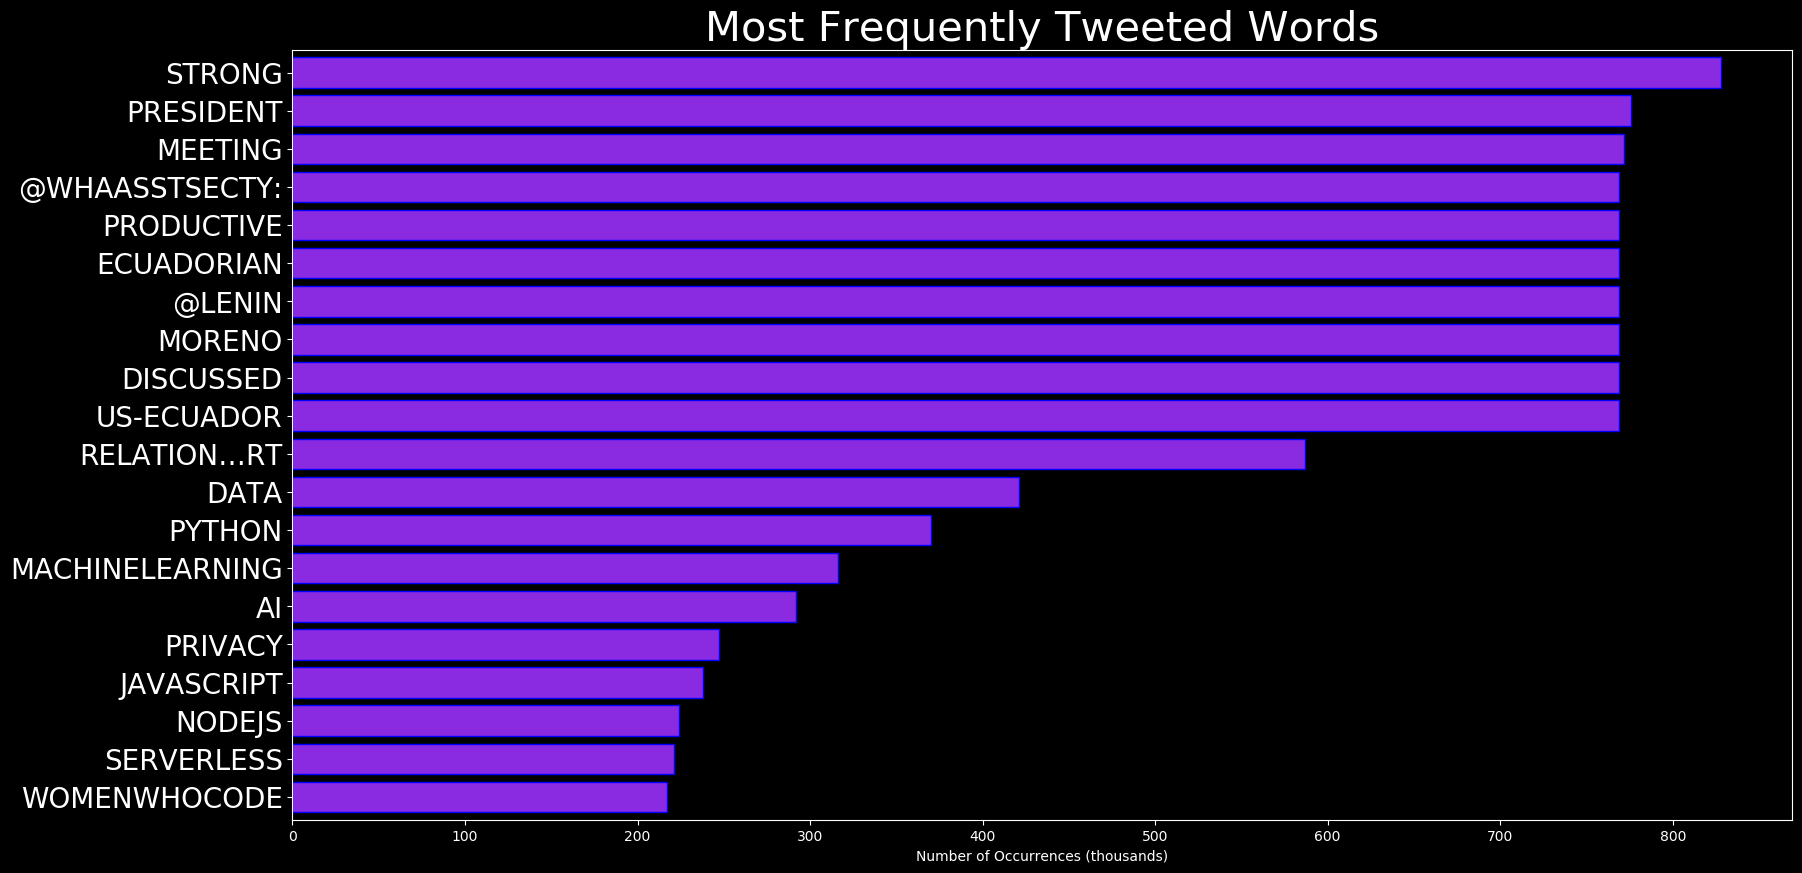 Most Frequently Tweeted Words
STRONG
PRESIDENT
MEETING
@WHAASSTSECTY:
PRODUCTIVE
ECUADORIAN
@LENIN
MORENO
DISCUSSED
US-ECUADOR
RELATION…RT
DATA
PYTHON
MACHINELEARNING
AI
PRIVACY
JAVASCRIPT
NODEJS
SERVERLESS
WOMENWHOCODE
0 100 200 300 400 500 600 700 800
Number of Occurrences (thousands)